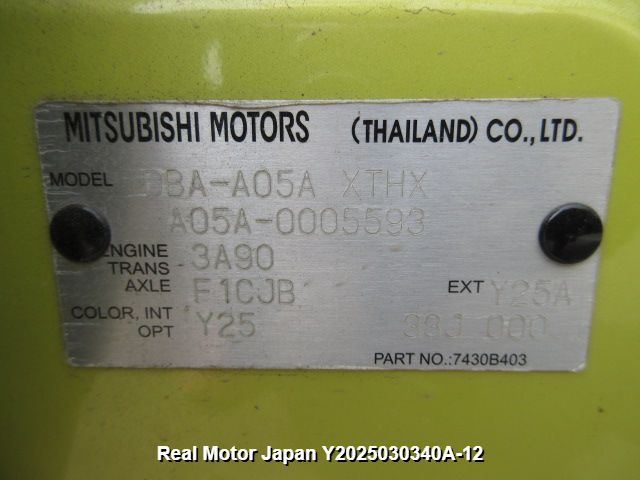 MITSUBISHI MOTORS (THAILAND) CO., LTD.
MODEL DBA-A05A XTHX
A05A-0005593
ENGINE 3A90
TRANS
AXLE F1CJB EXT Y25A
COLOR, INT Y25 38J 000
OPT
PART NO.:7430B403
Real Motor Japan Y2025030340A-12